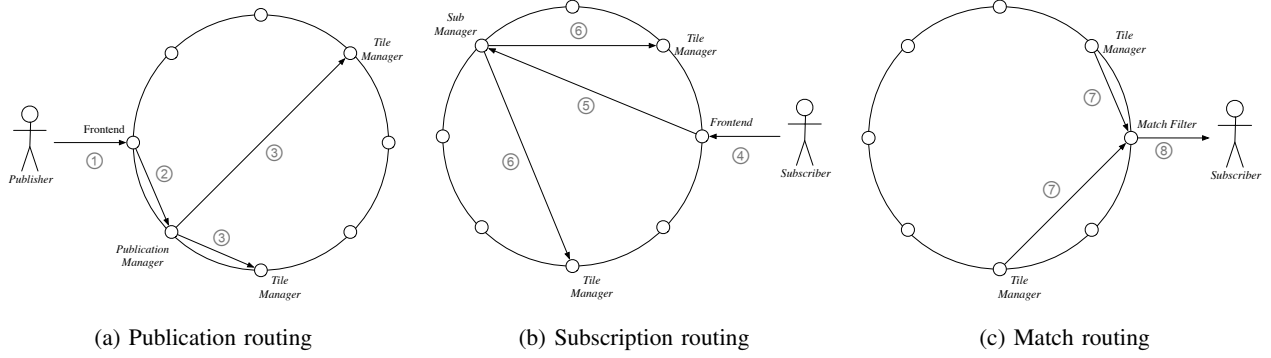 Tile
Manager
Frontend
①
Publisher
②
③
③
Publication
Manager
Tile
Manager
(a) Publication routing
Sub
Manager
⑥
Tile
Manager
⑤
Frontend
④
Subscriber
⑥
Tile
Manager
(b) Subscription routing
Tile
Manager
⑦
Match Filter
⑧
Subscriber
⑦
Tile
Manager
(c) Match routing